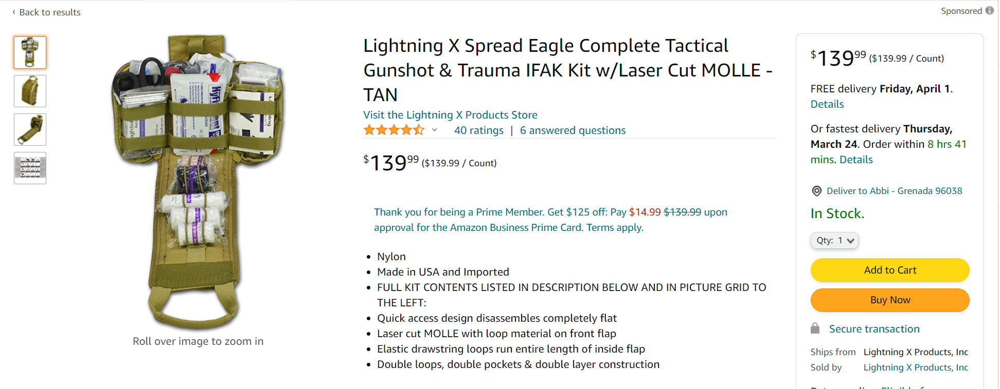 ‹ Back to results
Sponsored
Lightning X Spread Eagle Complete Tactical
Gunshot & Trauma IFAK Kit w/Laser Cut MOLLE -
TAN
Visit the Lightning X Products Store
40 ratings | 6 answered questions
$139.99 ($139.99 / Count)
Thank you for being a Prime Member. Get $125 off: Pay $14.99 $139.99 upon
approval for the Amazon Business Prime Card. Terms apply.
• Nylon
• Made in USA and Imported
• FULL KIT CONTENTS LISTED IN DESCRIPTION BELOW AND IN PICTURE GRID TO
THE LEFT:
• Quick access design disassembles completely flat
• Laser cut MOLLE with loop material on front flap
• Elastic drawstring loops run entire length of inside flap
• Double loops, double pockets & double layer construction
HyFin
Roll over image to zoom in
$139.99 ($139.99 / Count)
FREE delivery Friday, April 1.
Details
Or fastest delivery Thursday,
March 24. Order within 8 hrs 41
mins. Details
Deliver to Abbi - Grenada 96038
In Stock.
Qty: 1
Add to Cart
Buy Now
Secure transaction
Ships from Lightning X Products, Inc
Sold by Lightning X Products, Inc